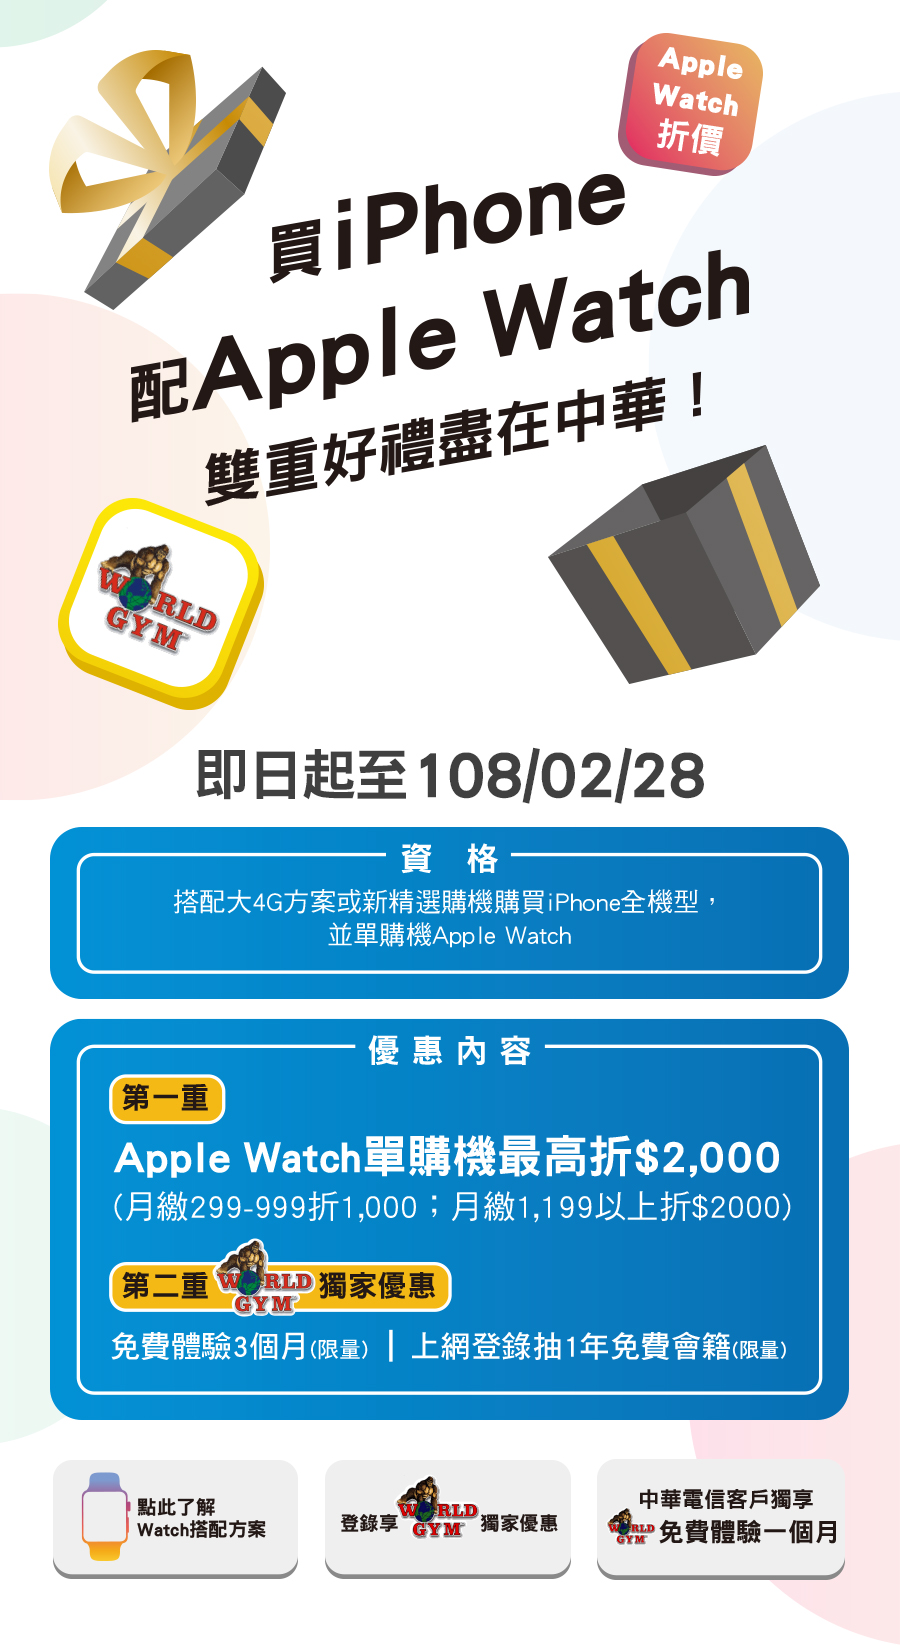 Apple
Watch
折價
買iPhone
配Apple Watch
雙重好禮盡在中華！
WORLD
GYM
即日起至108/02/28
資 格
搭配大4G方案或新精選購機購買iPhone全機型，
並單購機Apple Watch
優惠內容
第一重
Apple Watch單購機最高折$2,000
(月繳299-999折1,000；月繳1,199以上折$2000)
第二重 WORLD GYM 獨家優惠
免費體驗3個月(限量) | 上網登錄抽1年免費會籍(限量)
點此了解
Watch搭配方案
登錄享 WORLD GYM 獨家優惠
中華電信客戶獨享
WORLD GYM 免費體驗一個月